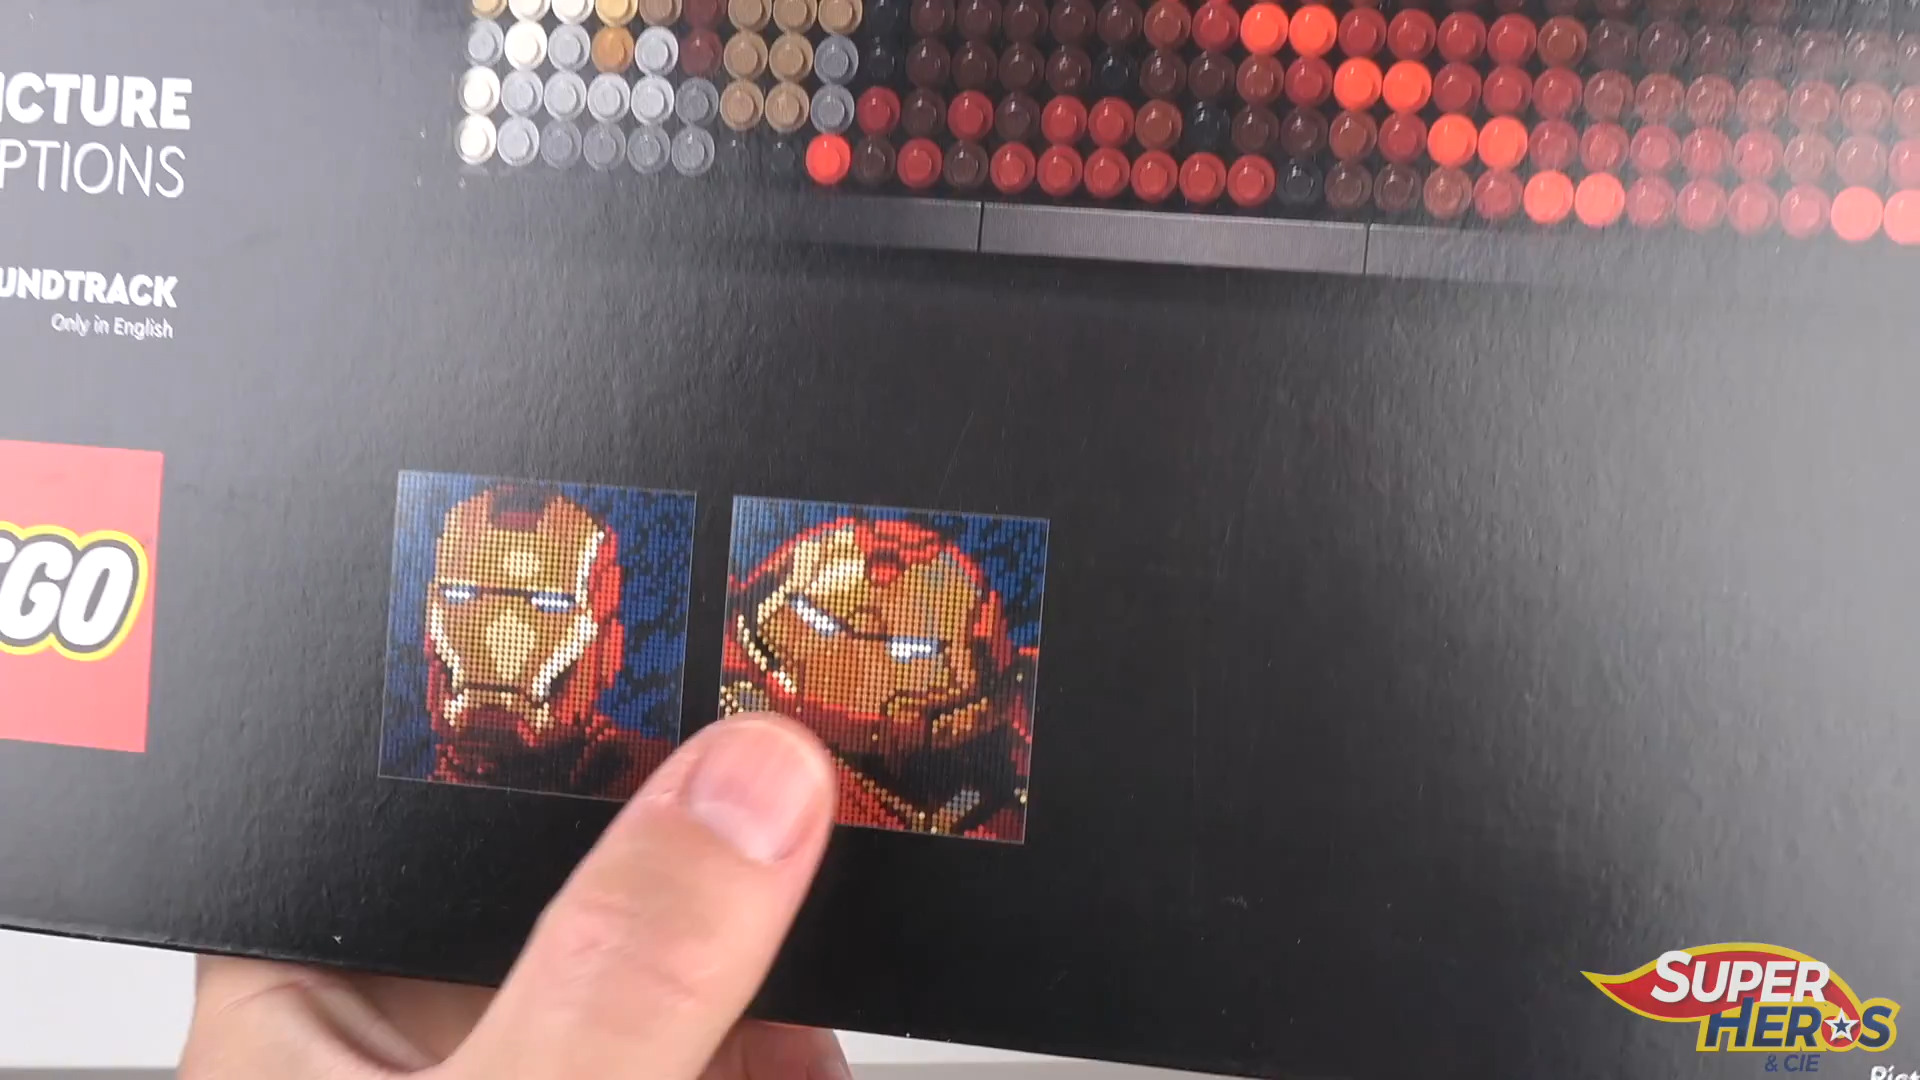 ICTURE
PTIONS
UNDTRACK
Only in English
GO
SUPER
HEROS
& CIE